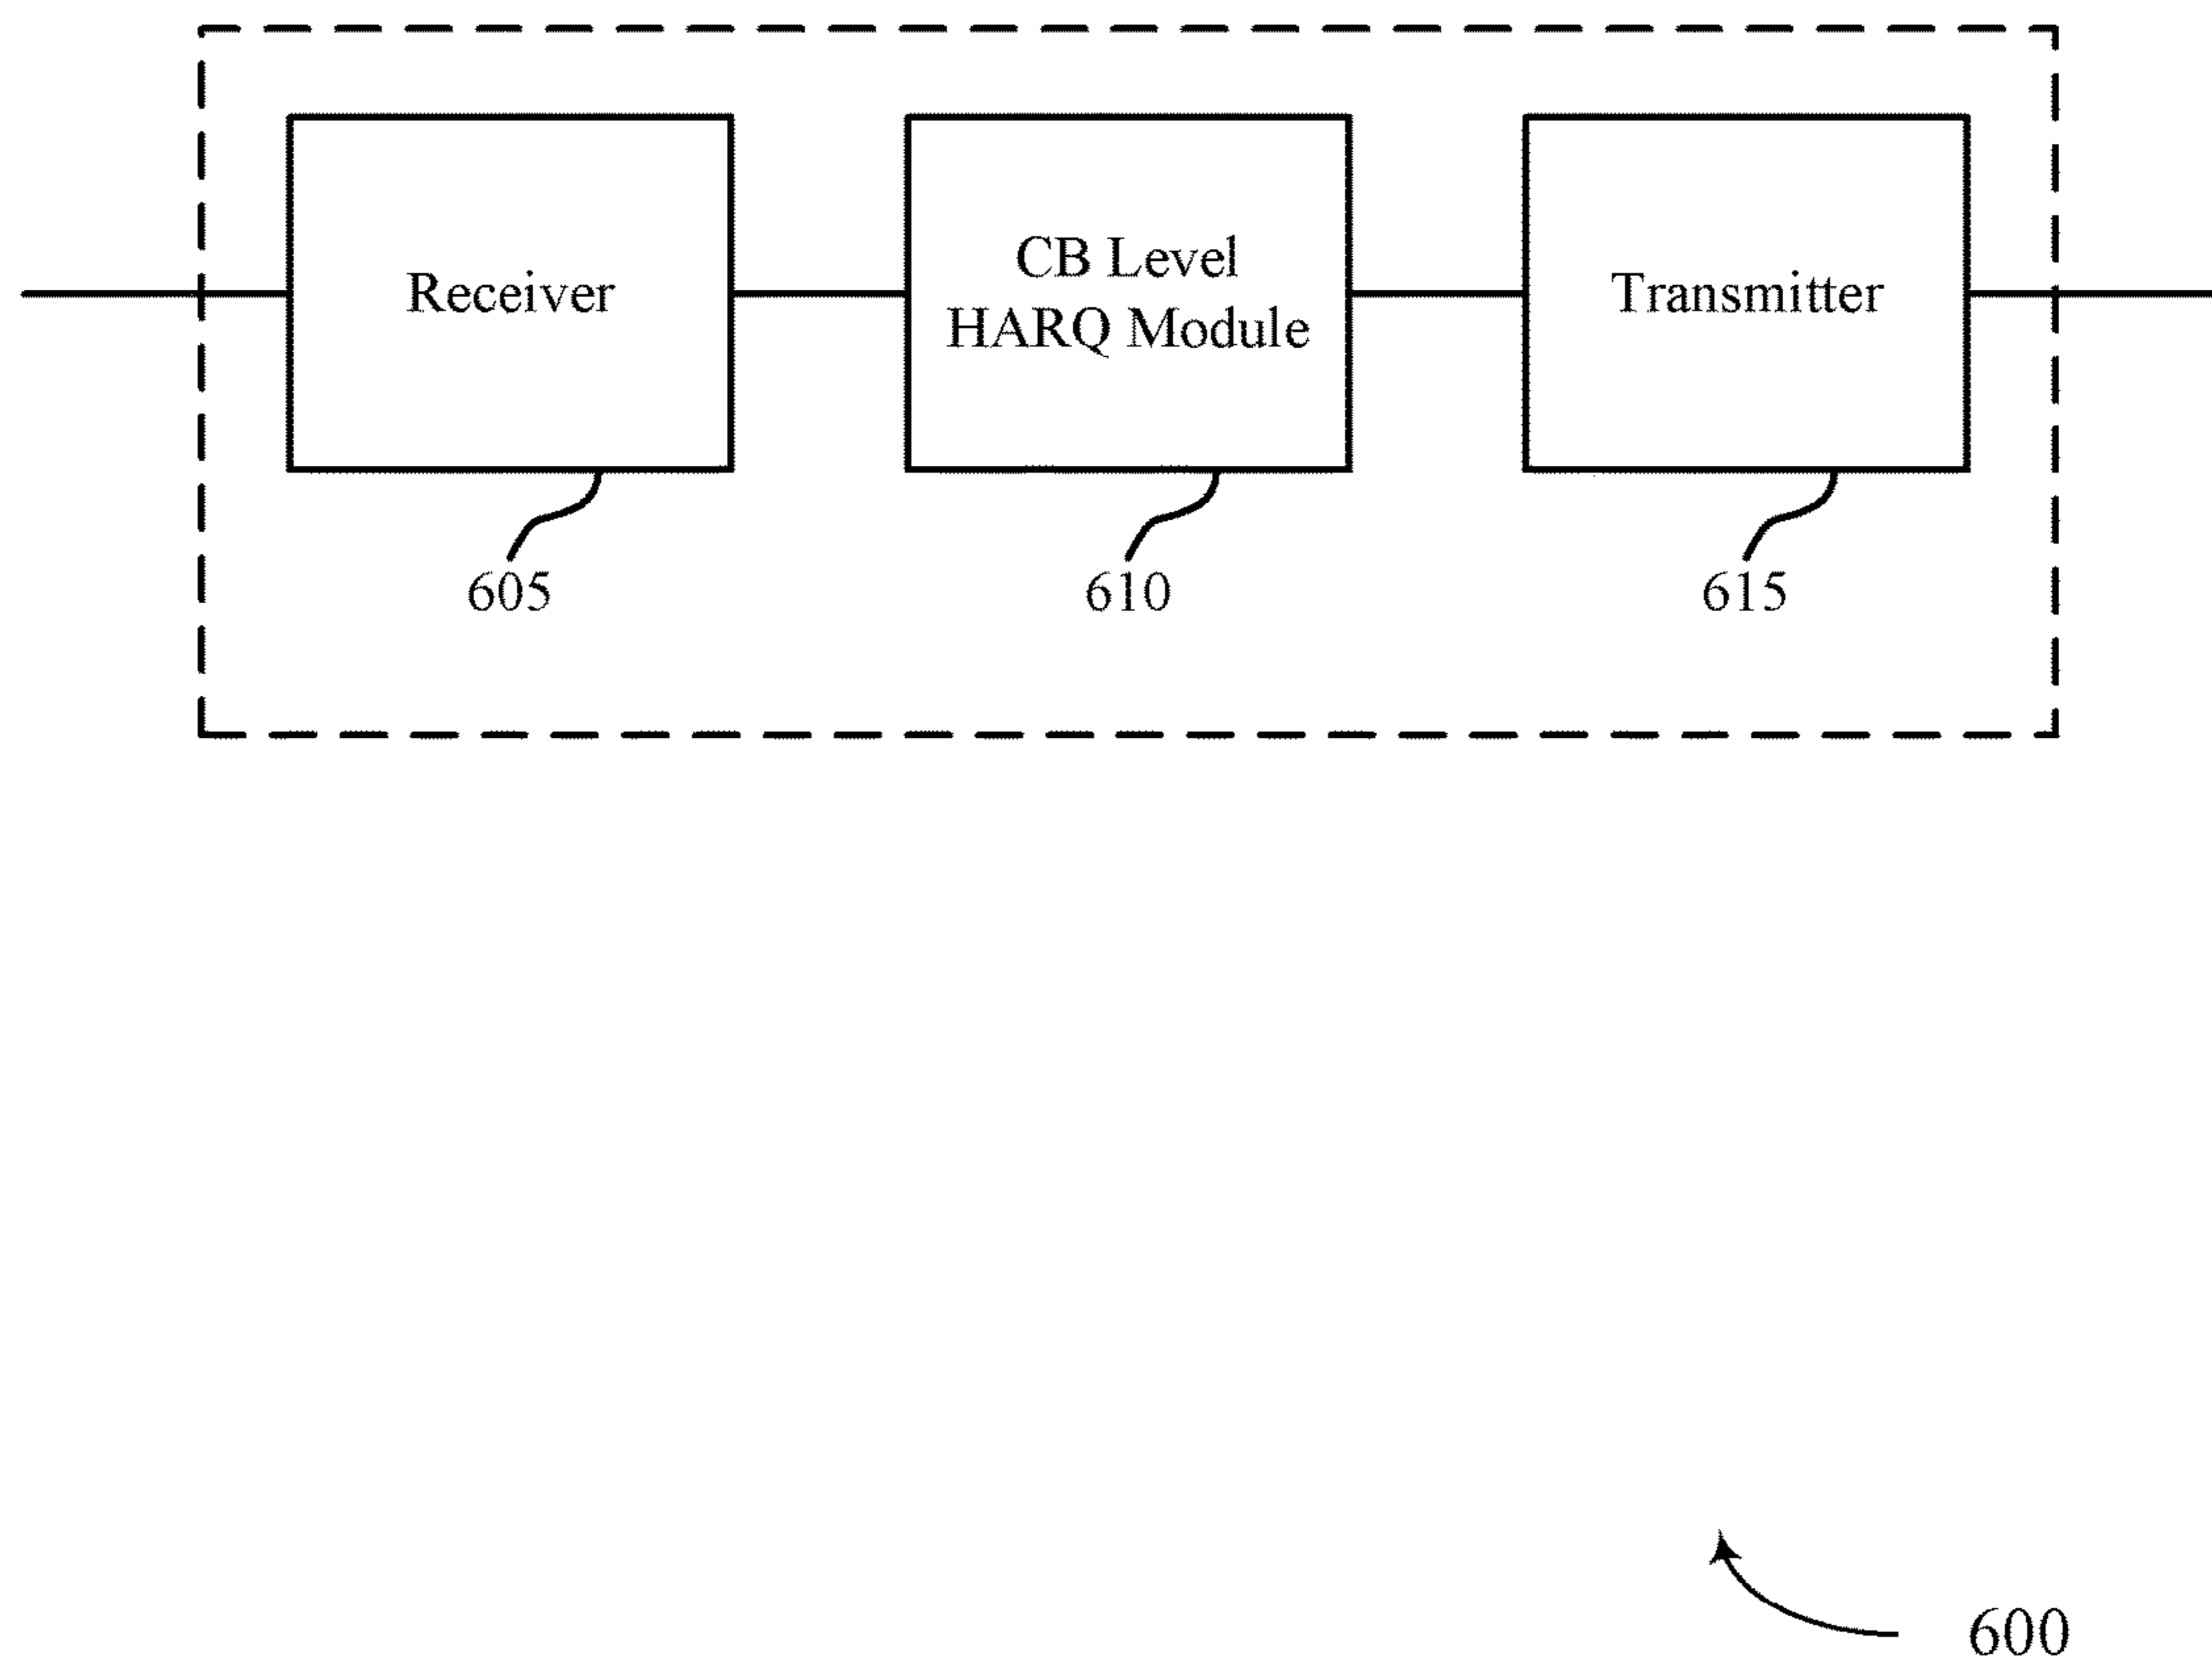 Receiver
CB Level
HARQ Module
Transmitter
605
610
615
600